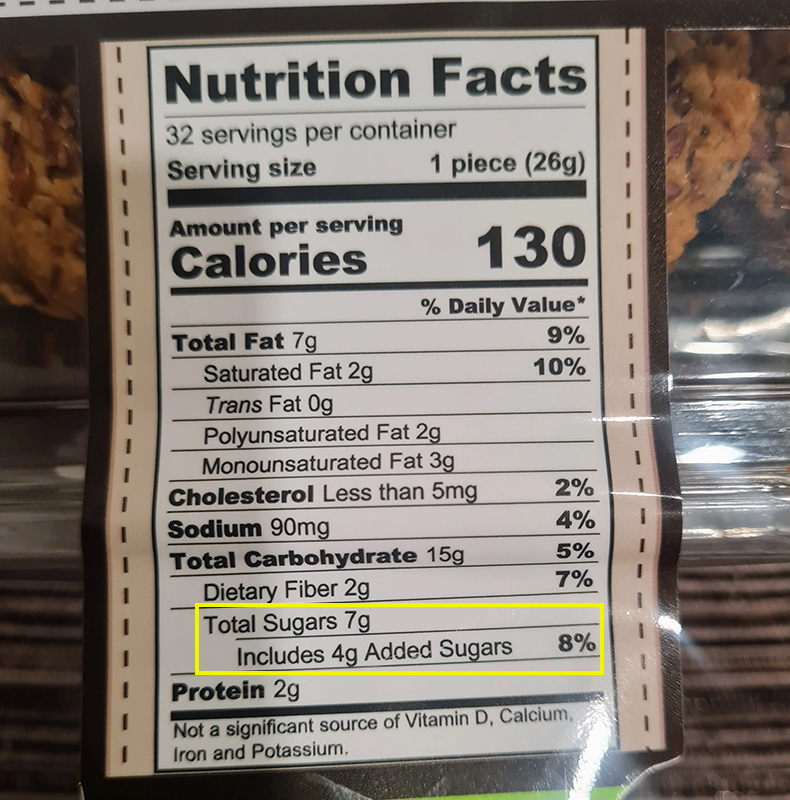 Nutrition Facts
32 servings per container
Serving size 1 piece (26g)
Amount per serving
Calories 130
% Daily Value*
Total Fat 7g 9%
Saturated Fat 2g 10%
Trans Fat 0g
Polyunsaturated Fat 2g
Monounsaturated Fat 3g
Cholesterol Less than 5mg 2%
Sodium 90mg 4%
Total Carbohydrate 15g 5%
Dietary Fiber 2g 7%
Total Sugars 7g
Includes 4g Added Sugars 8%
Protein 2g
Not a significant source of Vitamin D, Calcium,
Iron and Potassium.